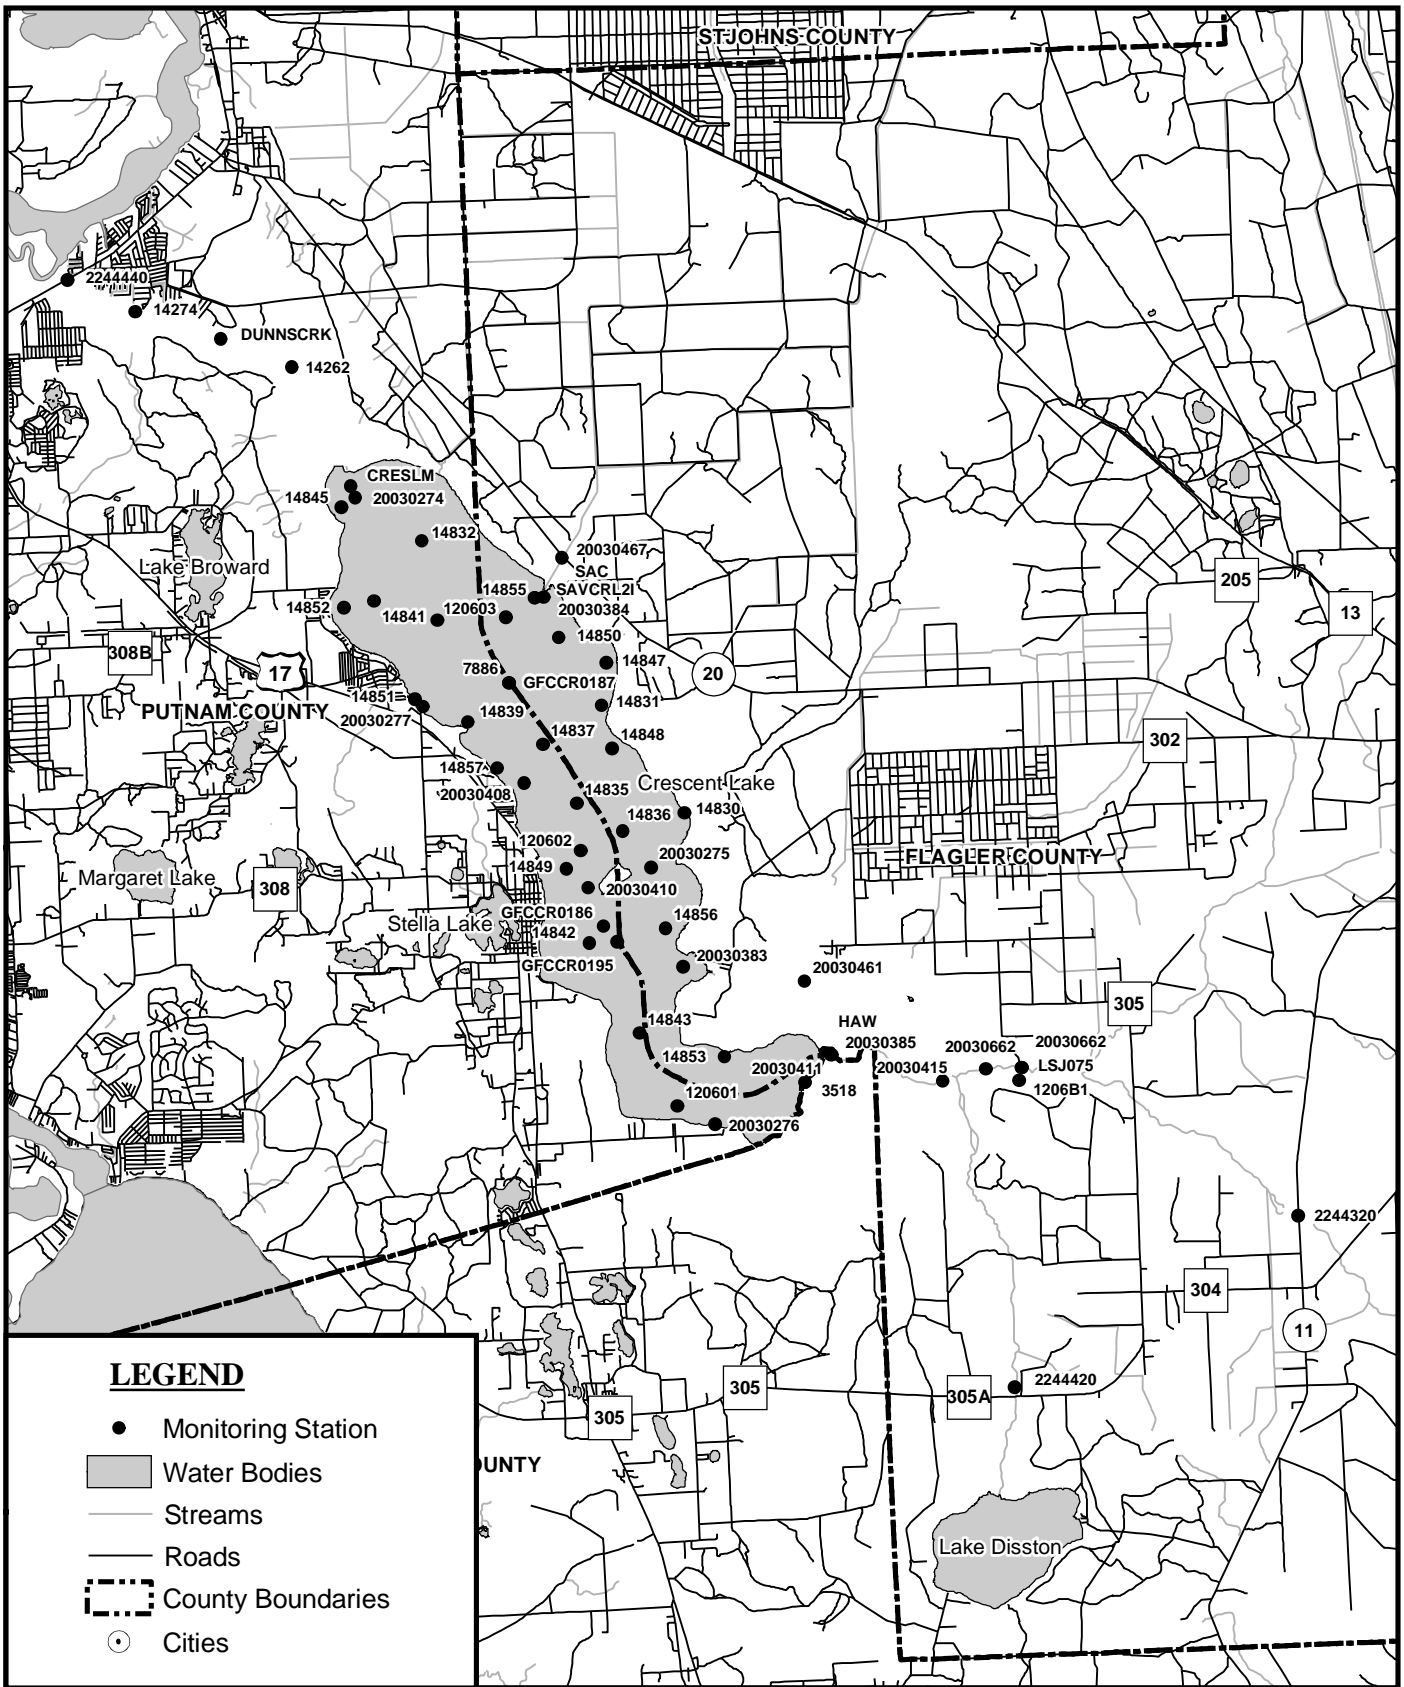 ST JOHNS COUNTY
2244440
14274
DUNNSCRK
14262
CRESLM
14845
20030274
14832
20030467
SAC
Lake Broward
14855
SAVCRL2I
205
14852
14841
120603
20030384
13
14850
308B
17
7886
14847
20
GFCCR0187
14851
14831
PUTNAM COUNTY
20030277
14839
14837
14848
302
14857
Crescent Lake
20030408
14835
14836
14830
120602
14849
20030275
FLAGLER COUNTY
Margaret Lake
308
20030410
Stella Lake
GFCCR0186
14842
14856
GFCCR0195
20030383
20030461
305
14843
HAW
20030385
20030662
20030662
14853
20030411
20030415
LSJ075
120601
3518
1206B1
20030276
2244320
304
11
305
305A
2244420
305
UNTY
Lake Disston
LEGEND
Monitoring Station
Water Bodies
Streams
Roads
County Boundaries
Cities